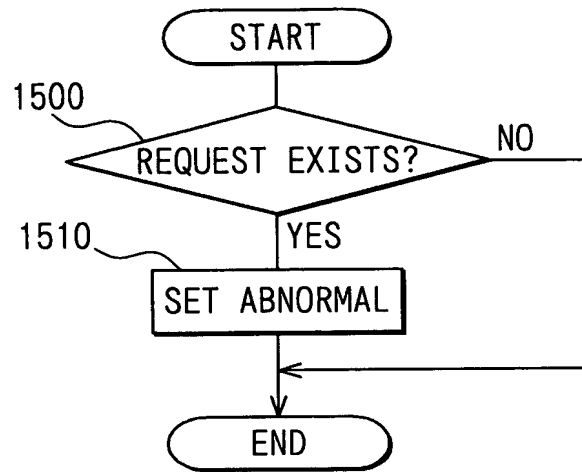 START
1500
REQUEST EXISTS?
NO
YES
1510
SET ABNORMAL
END